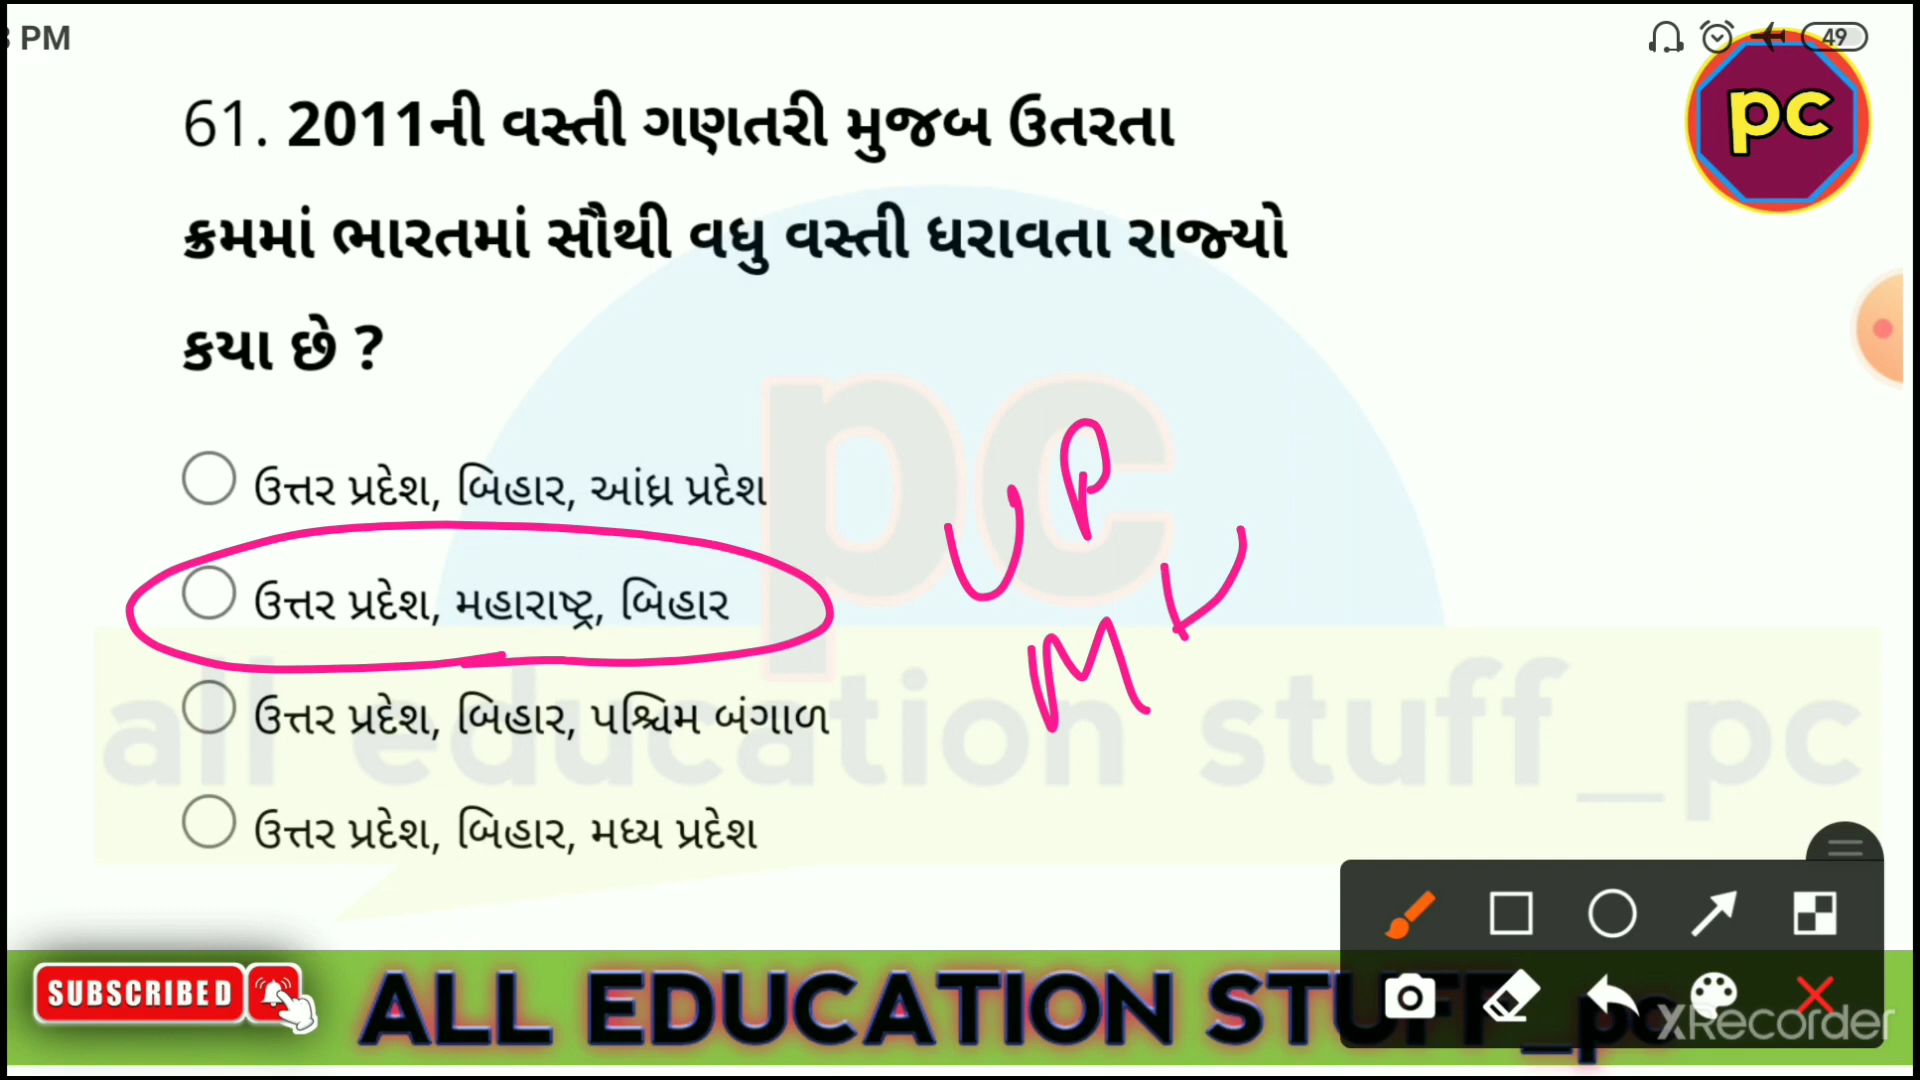 PM
49
pc
61. 2011ની વસ્તી ગણતરી મુજબ ઉતરતા
ક્રમમાં ભારતમાં સૌથી વધુ વસ્તી ધરાવતા રાજ્યો
કયા છે ?
ઉત્તર પ્રદેશ, બિહાર, આંધ્ર પ્રદેશ
ઉત્તર પ્રદેશ, મહારાષ્ટ્ર, બિહાર
ઉત્તર પ્રદેશ, બિહાર, પશ્ચિમ બંગાળ
ઉત્તર પ્રદેશ, બિહાર, મધ્ય પ્રદેશ
UP
M
pc
all education stuff_pc
SUBSCRIBED
ALL EDUCATION STUFF_pc
XRecorder